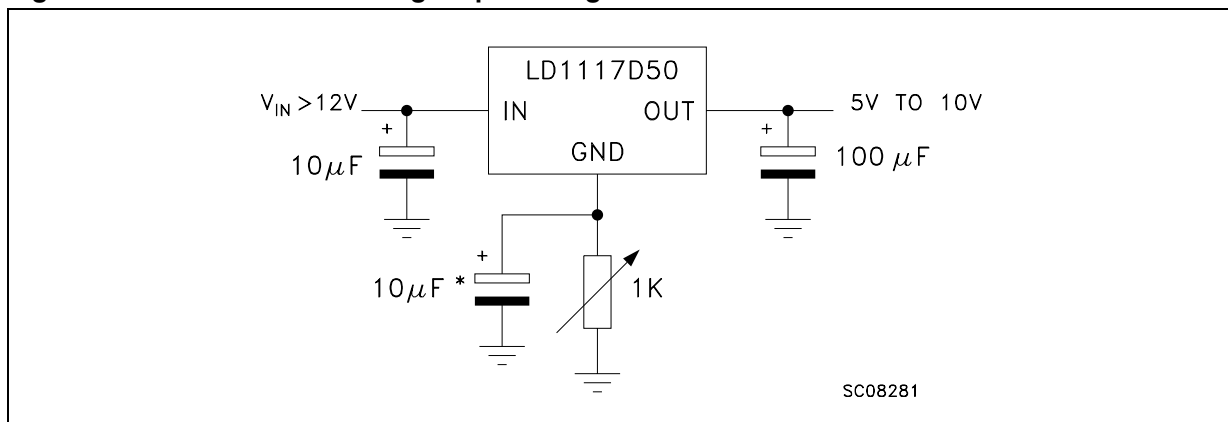 LD1117D50
V_IN >12V
IN
OUT
5V TO 10V
GND
+
10μF
+
100 μF
+
10μF *
1K
SC08281